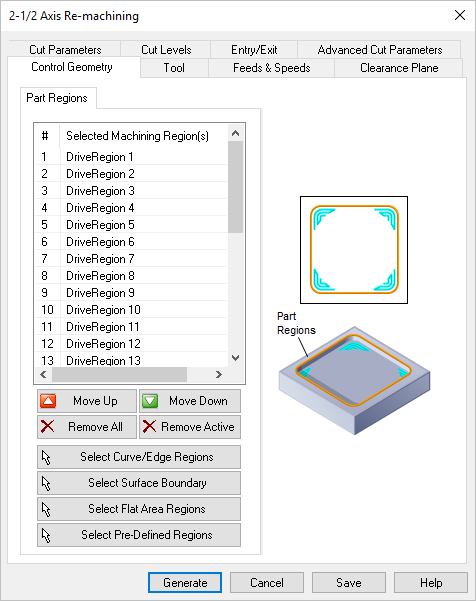 2-1/2 Axis Re-machining
Cut Parameters Cut Levels Entry/Exit Advanced Cut Parameters
Control Geometry Tool Feeds & Speeds Clearance Plane
Part Regions
# Selected Machining Region(s)
1 DriveRegion 1
2 DriveRegion 2
3 DriveRegion 3
4 DriveRegion 4
5 DriveRegion 5
6 DriveRegion 6
7 DriveRegion 7
8 DriveRegion 8
9 DriveRegion 9
10 DriveRegion 10
11 DriveRegion 11
12 DriveRegion 12
13 DriveRegion 13
Move Up Move Down
Remove All Remove Active
Select Curve/Edge Regions
Select Surface Boundary
Select Flat Area Regions
Select Pre-Defined Regions
Part
Regions
Generate Cancel Save Help